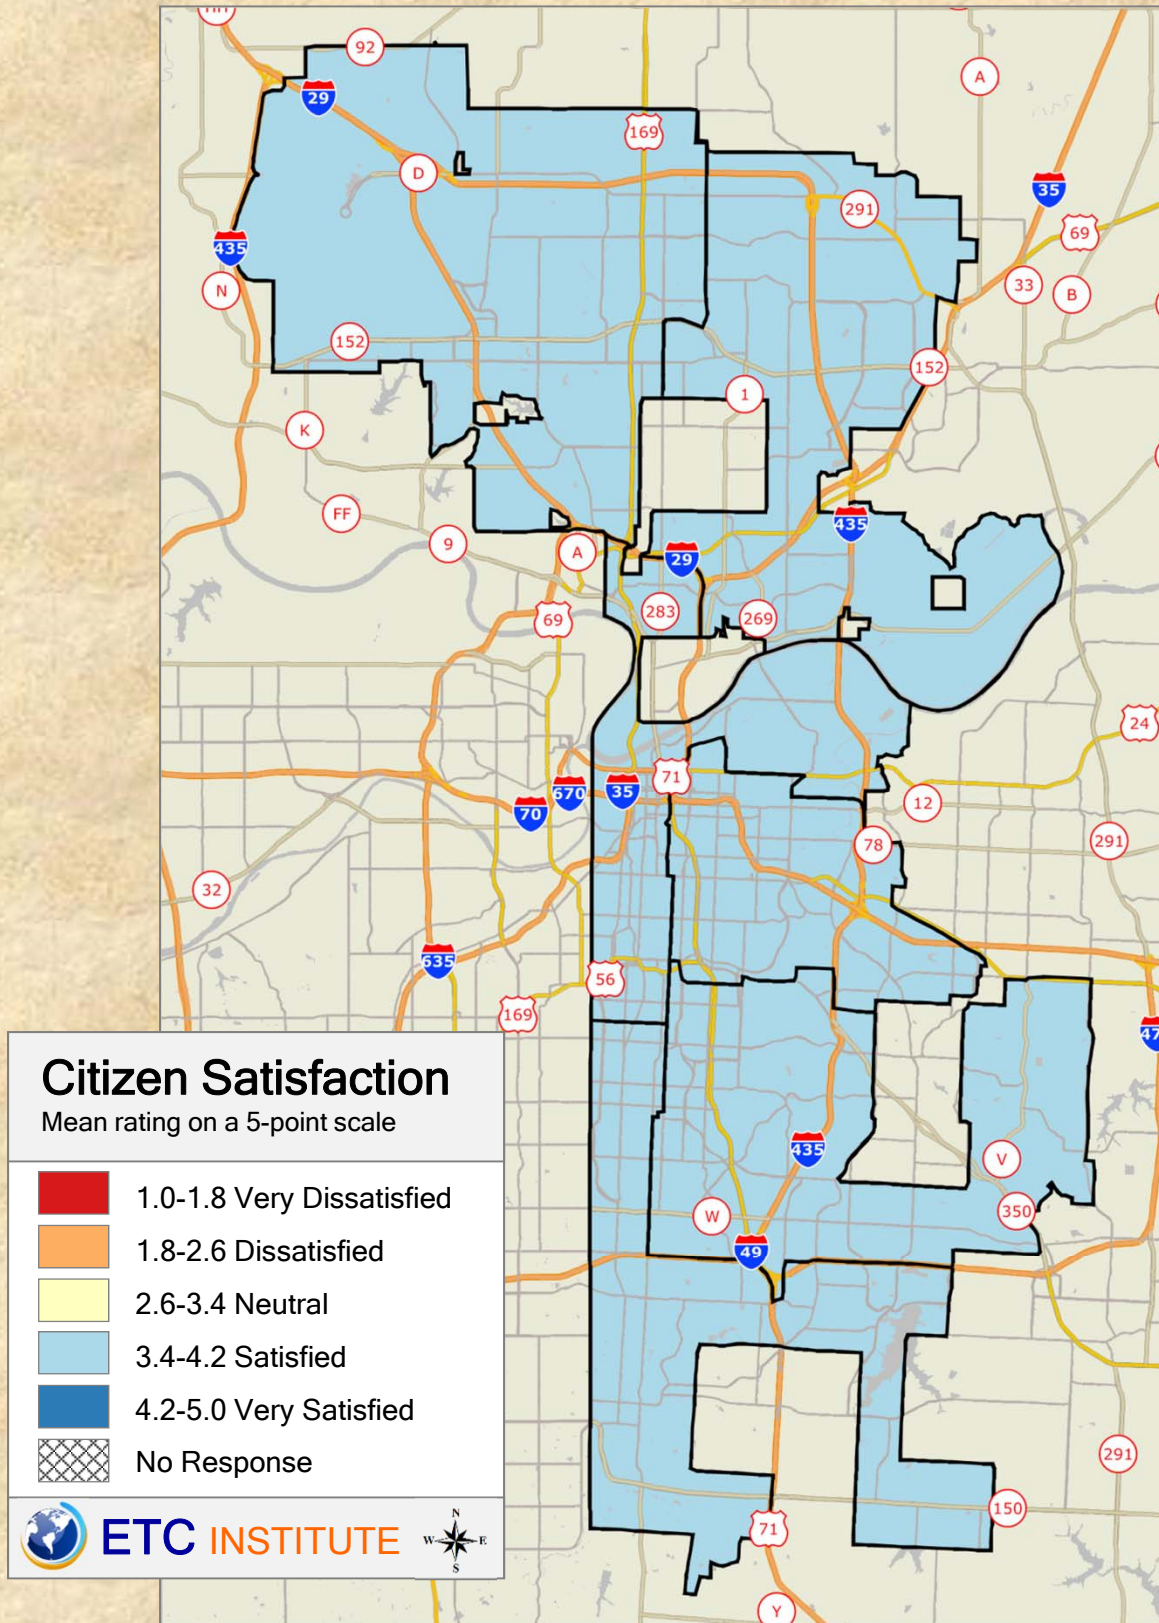 HH
92
A
29
169
D
291
35
69
435
N
33
B
152
152
1
K
FF
435
9
A
29
283
269
69
24
71
670
35
70
12
78
291
32
635
56
169
47
Citizen Satisfaction
Mean rating on a 5-point scale
1.0-1.8 Very Dissatisfied
1.8-2.6 Dissatisfied
2.6-3.4 Neutral
3.4-4.2 Satisfied
4.2-5.0 Very Satisfied
No Response
ETC INSTITUTE
N
W E
S
435
V
W
350
49
291
150
71
Y